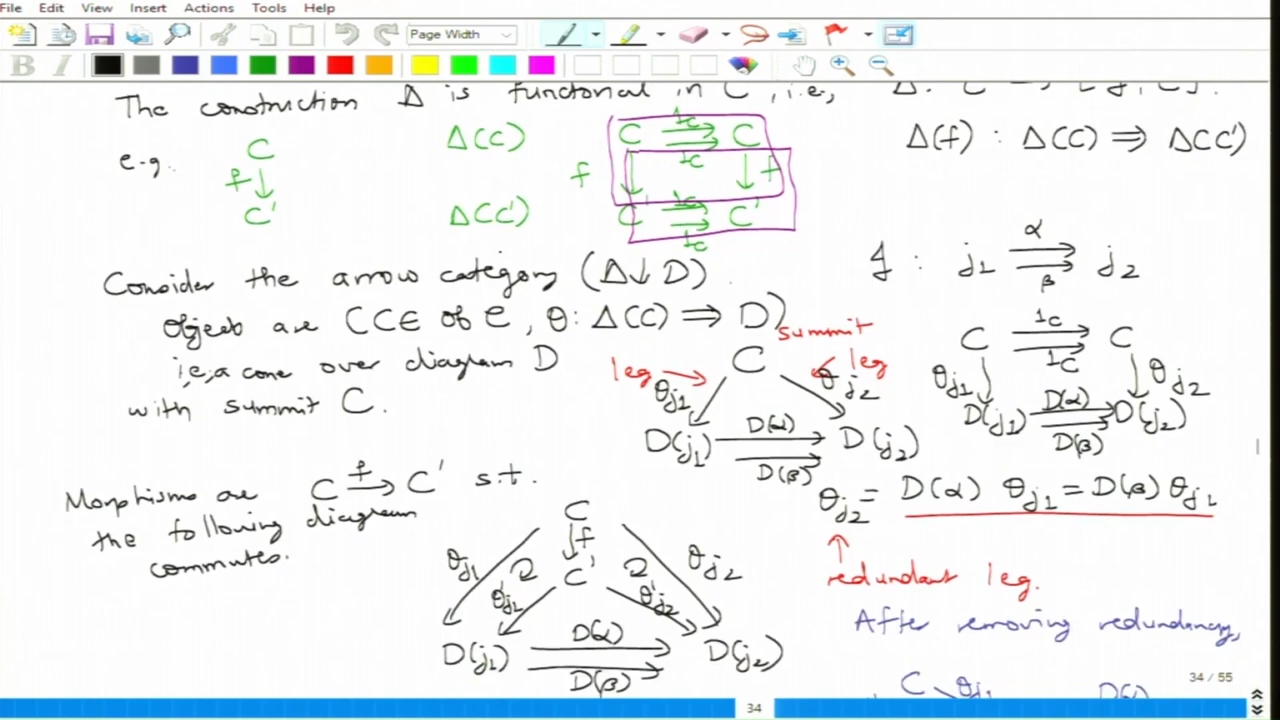 File Edit View Insert Actions Tools Help
Page Width
B I
The construction Δ is functorial in C, i.e.,
Δ(f) : Δ(C) ⇒ Δ(C')
e.g.
C
f
C'
Δ(C)
Δ(C')
f
C 1c C
1c
f
C' 1c C'
1c
Consider the arrow category (Δ↓D)
Objects are (C∈ Ob C, θ: Δ(C) ⇒ D)
i.e, a cone over diagram D
with summit C.
summit
leg
leg
C
θj1
θj2
D(j1) D(α) D(j2)
D(β)
J : j1 α j2
β
C 1c C
1c
θj1
θj2
D(j1) D(α) D(j2)
D(β)
θj2 = D(α) θj1 = D(β) θj1
redundant leg.
After removing redundancy,
Morphisms are C f→ C' s.t.
the following diagram
commutes.
C
f
C'
θj1
θ'j1
θ'j2
θj2
D(j1) D(α) D(j2)
D(β)
C θj1
34 / 55
34